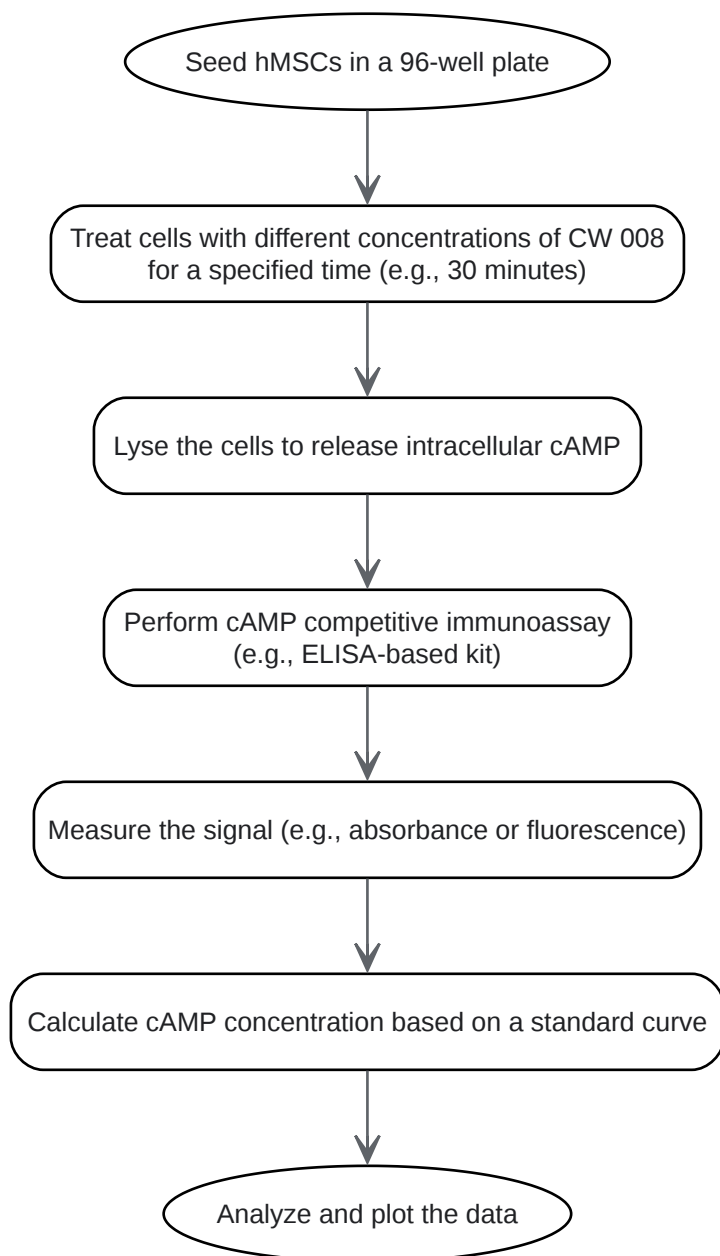 Seed hMSCs in a 96-well plate
Treat cells with different concentrations of CW 008
for a specified time (e.g., 30 minutes)
Lyse the cells to release intracellular cAMP
Perform cAMP competitive immunoassay
(e.g., ELISA-based kit)
Measure the signal (e.g., absorbance or fluorescence)
Calculate cAMP concentration based on a standard curve
Analyze and plot the data